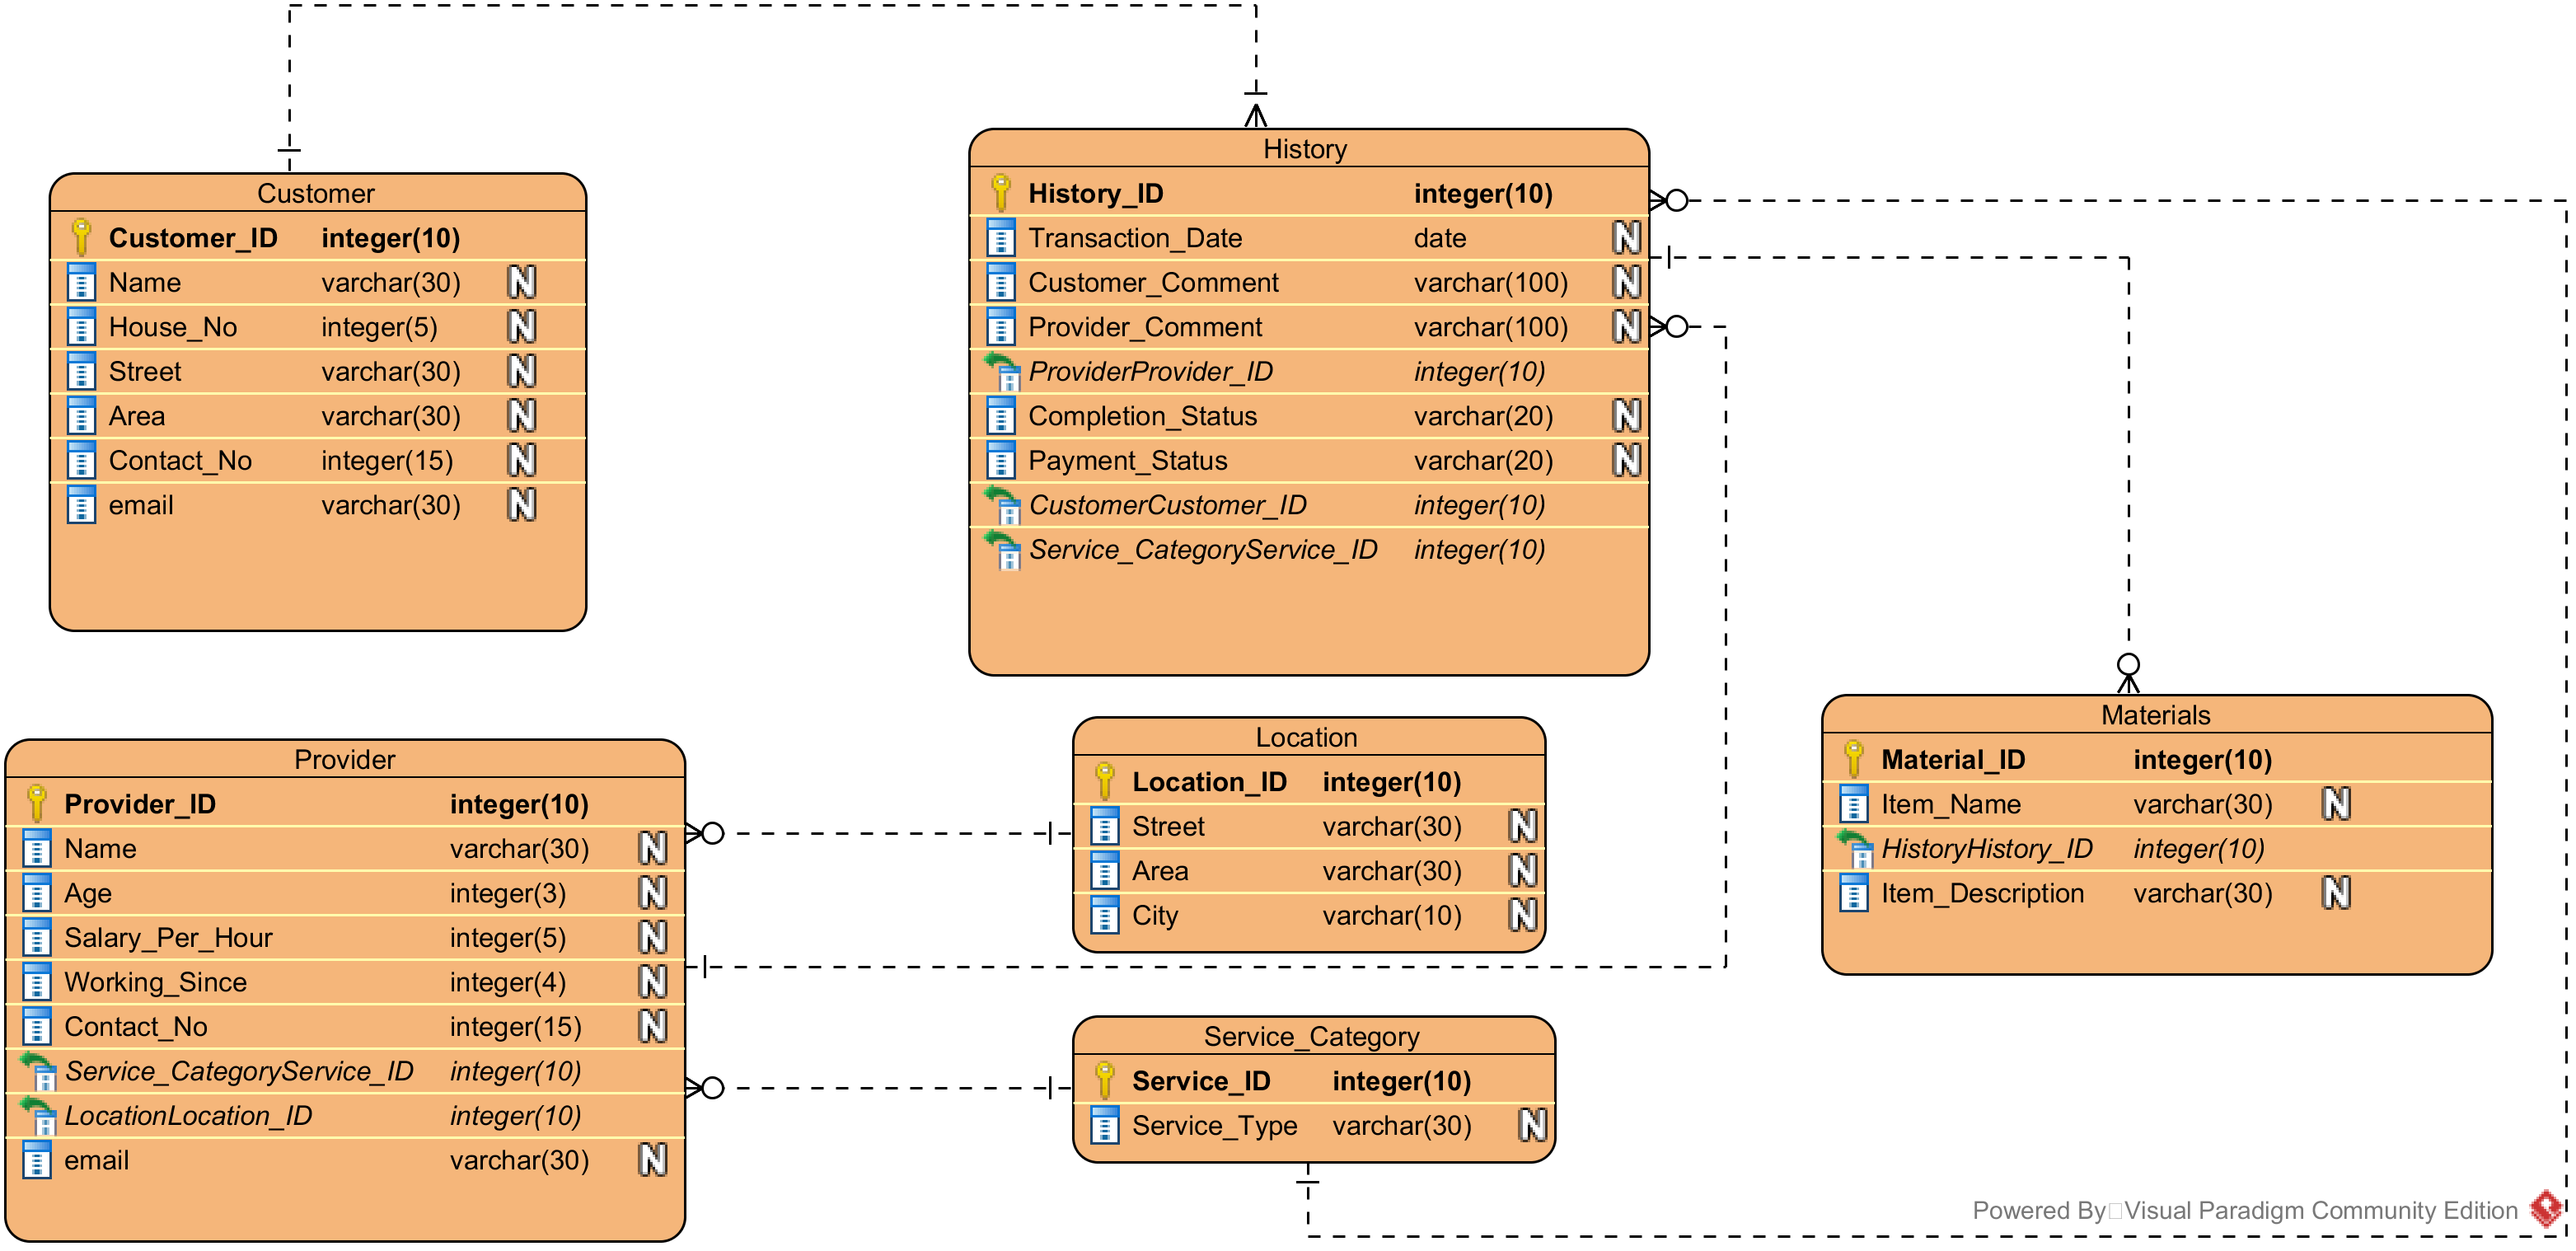 Customer
Customer_ID integer(10)
Name varchar(30) N
House_No integer(5) N
Street varchar(30) N
Area varchar(30) N
Contact_No integer(15) N
email varchar(30) N
History
History_ID integer(10)
Transaction_Date date N
Customer_Comment varchar(100) N
Provider_Comment varchar(100) N
ProviderProvider_ID integer(10)
Completion_Status varchar(20) N
Payment_Status varchar(20) N
CustomerCustomer_ID integer(10)
Service_CategoryService_ID integer(10)
Provider
Provider_ID integer(10)
Name varchar(30) N
Age integer(3) N
Salary_Per_Hour integer(5) N
Working_Since integer(4) N
Contact_No integer(15) N
Service_CategoryService_ID integer(10)
LocationLocation_ID integer(10)
email varchar(30) N
Location
Location_ID integer(10)
Street varchar(30) N
Area varchar(30) N
City varchar(10) N
Service_Category
Service_ID integer(10)
Service_Type varchar(30) N
Materials
Material_ID integer(10)
Item_Name varchar(30) N
HistoryHistory_ID integer(10)
Item_Description varchar(30) N
Powered By Visual Paradigm Community Edition